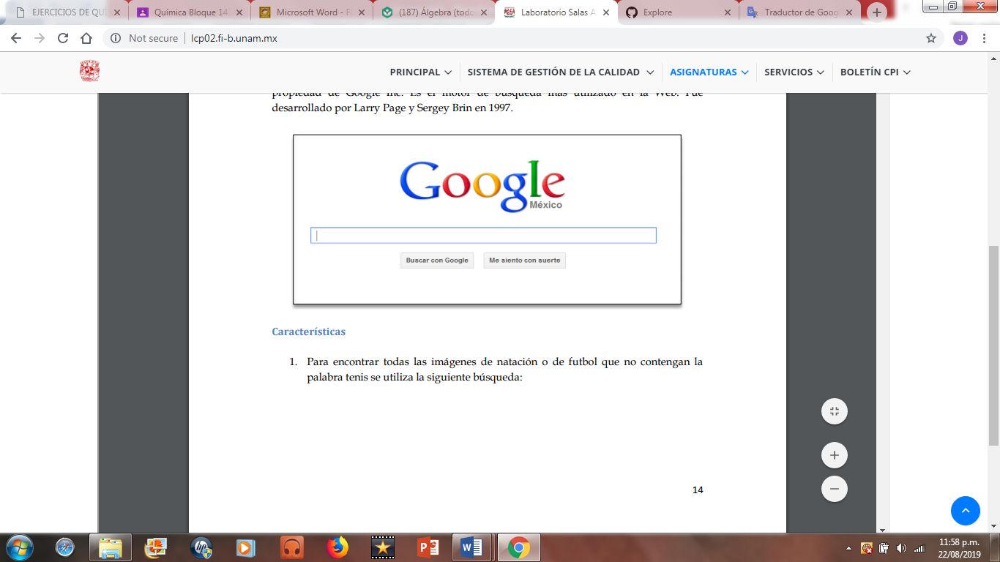 EJERCICIOS DE QU
Química Bloque 14
Microsoft Word - F
(187) Álgebra (todo
Laboratorio Salas A
Explore
Traductor de Goog
Not secure | lcp02.fi-b.unam.mx
J
PRINCIPAL
SISTEMA DE GESTIÓN DE LA CALIDAD
ASIGNATURAS
SERVICIOS
BOLETÍN CPI
propiedad de Google Inc. Es el motor de búsqueda más utilizado en la Web. Fue
desarrollado por Larry Page y Sergey Brin en 1997.
Google
México
Buscar con Google
Me siento con suerte
Características
1. Para encontrar todas las imágenes de natación o de futbol que no contengan la
palabra tenis se utiliza la siguiente búsqueda:
14
11:58 p.m.
22/08/2019